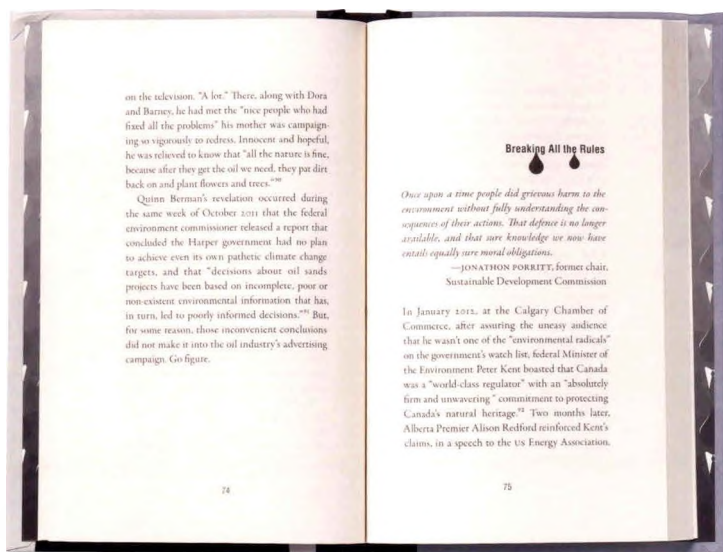 on the television. "A lot." There, along with Dora
and Barney, he had met the "nice people who had
fixed all the problems" his mother was campaign-
ing so vigorously to redress. Innocent and hopeful,
he was relieved to know that "all the nature is fine,
because after they get the oil we need, they pat dirt
back on and plant flowers and trees."90
Quinn Berman's revelation occurred during
the same week of October 2011 that the federal
environment commissioner released a report that
concluded the Harper government had no plan
to achieve even its own pathetic climate change
targets, and that "decisions about oil sands
projects have been based on incomplete, poor or
non-existent environmental information that has,
in turn, led to poorly informed decisions."91 But,
for some reason, those inconvenient conclusions
did not make it into the oil industry's advertising
campaign. Go figure.
74
Breaking All the Rules
Once upon a time people did grievous harm to the
environment without fully understanding the con-
sequences of their actions. That defence is no longer
available, and that sure knowledge we now have
entails equally sure moral obligations.
—JONATHON PORRITT, former chair,
Sustainable Development Commission
In January 2012, at the Calgary Chamber of
Commerce, after assuring the uneasy audience
that he wasn't one of the "environmental radicals"
on the government's watch list, federal Minister of
the Environment Peter Kent boasted that Canada
was a "world-class regulator" with an "absolutely
firm and unwavering" commitment to protecting
Canada's natural heritage.92 Two months later,
Alberta Premier Alison Redford reinforced Kent's
claims, in a speech to the US Energy Association,
75